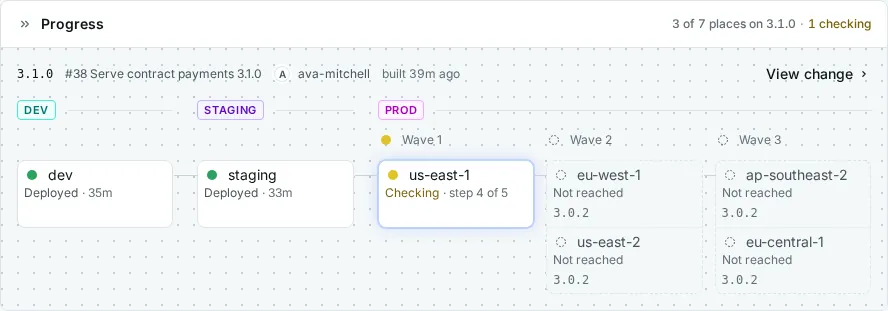 Progress
3 of 7 places on 3.1.0 · 1 checking
3.1.0 #38 Serve contract payments 3.1.0 A ava-mitchell built 39m ago
View change ›
DEV
STAGING
PROD
Wave 1
Wave 2
Wave 3
dev
Deployed · 35m
staging
Deployed · 33m
us-east-1
Checking · step 4 of 5
eu-west-1
Not reached
3.0.2
us-east-2
Not reached
3.0.2
ap-southeast-2
Not reached
3.0.2
eu-central-1
Not reached
3.0.2